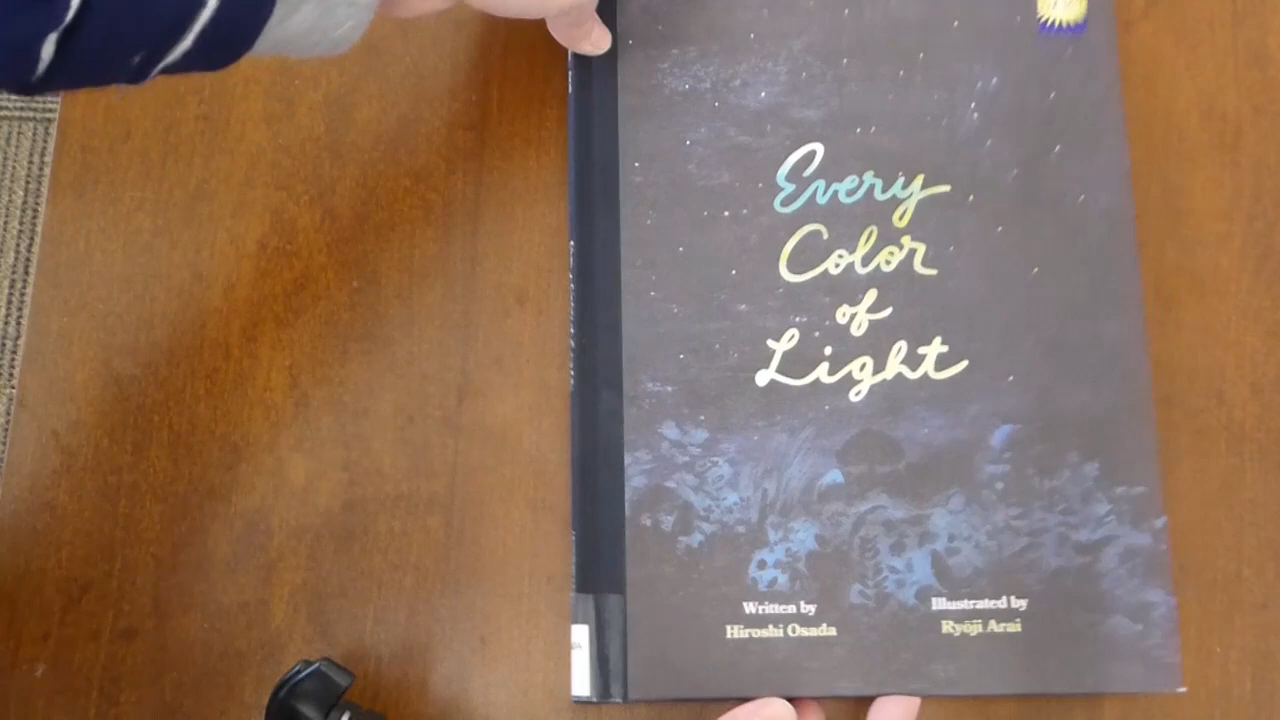 Every
Color
of
Light
Written by
Hiroshi Osada
Illustrated by
Ryōji Arai